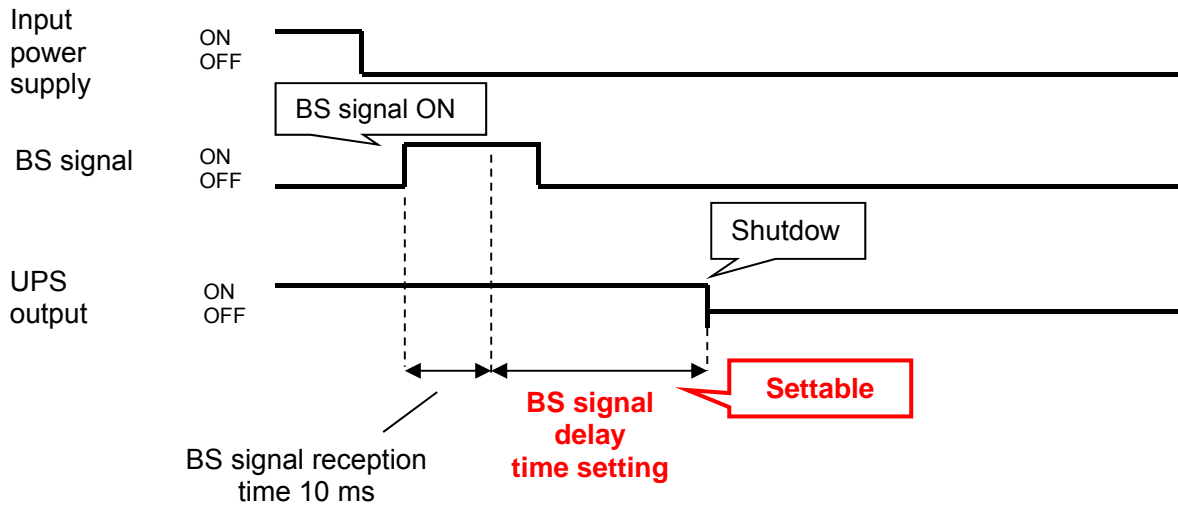 Input
power
supply
ON
OFF
BS signal ON
BS signal
ON
OFF
Shutdow
UPS
output
ON
OFF
Settable
BS signal
delay
time setting
BS signal reception
time 10 ms